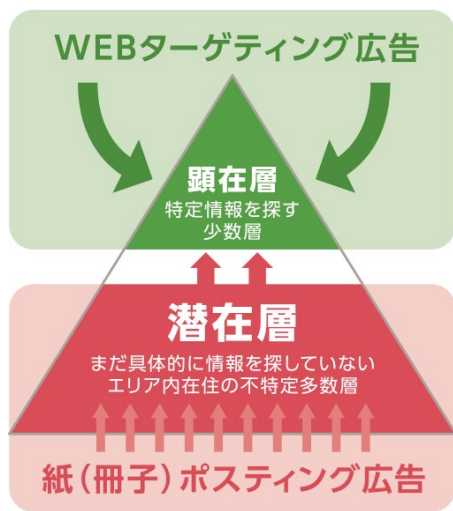 WEBターゲティング広告
顕在層
特定情報を探す
少数層
潜在層
まだ具体的に情報を探していない
エリア内在住の不特定多数層
紙(冊子)ポスティング広告